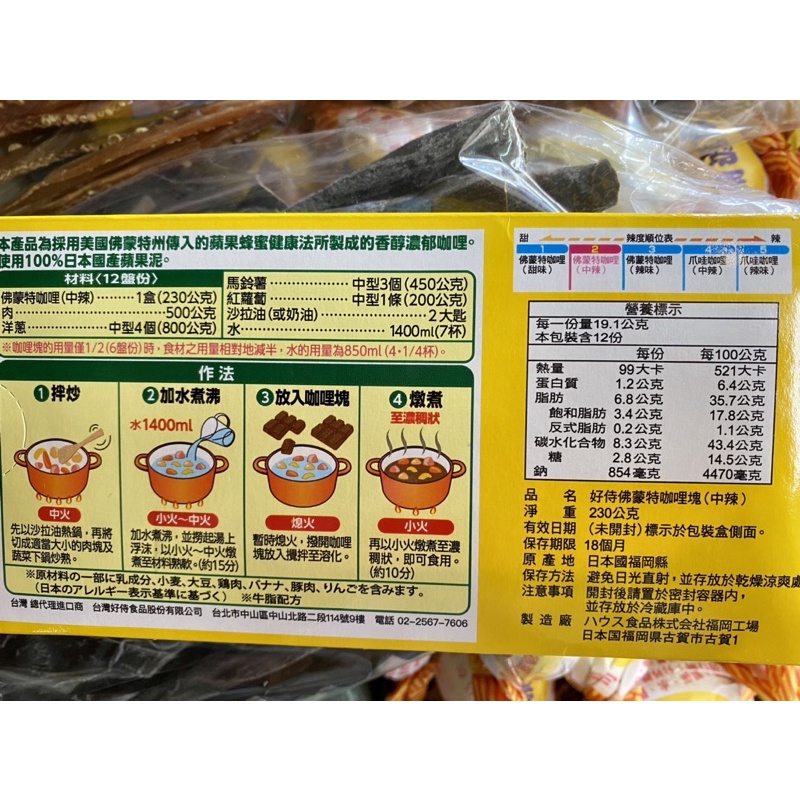 本產品為採用美國佛蒙特州傳入的蘋果蜂蜜健康法所製成的香醇濃郁咖哩。
使用100%日本國產蘋果泥。
材料〈12盤份〉
佛蒙特咖哩(中辣)‥‥1盒(230公克)
肉‥‥‥‥‥‥‥‥500公克
洋蔥‥‥‥‥中型4個(800公克)
馬鈴薯‥‥‥‥‥中型3個(450公克)
紅蘿蔔‥‥‥‥‥中型1條(200公克)
沙拉油(或奶油)‥‥‥‥‥‥2大匙
水‥‥‥‥‥‥‥‥1400ml(7杯)
※咖哩塊的用量僅1/2(6盤份)時,食材之用量相對地減半,水的用量為850ml(4・1/4杯)。
作法
1 拌炒
中火
先以沙拉油熱鍋,再將
切成適當大小的肉塊及
蔬菜下鍋炒熟。
2 加水煮沸
水1400ml
小火~中火
加水煮沸,並撈起湯上
浮沫,以小火~中火燉
煮至材料熟軟。(約15分)
3 放入咖哩塊
熄火
暫時熄火,撥開咖哩
塊放入攪拌至溶化。
4 燉煮
至濃稠狀
小火
再以小火燉煮至濃
稠狀,即可食用。
(約10分)
※原材料の一部に乳成分、小麦、大豆、鶏肉、バナナ、豚肉、りんごを含みます。
(日本のアレルギー表示基準に基づく) ※牛脂配方
台灣 總代理進口商 台灣好侍食品股份有限公司 台北市中山區中山北路二段114號9樓 電話 02-2567-7606
甜 辣度順位表 辣
1 2 3 4 5
佛蒙特咖哩 佛蒙特咖哩 佛蒙特咖哩 爪哇咖哩 爪哇咖哩
(甜味) (中辣) (辣味) (中辣) (辣味)
營養標示
每一份量19.1公克
本包裝含12份
每份 每100公克
熱量 99大卡 521大卡
蛋白質 1.2公克 6.4公克
脂肪 6.8公克 35.7公克
飽和脂肪 3.4公克 17.8公克
反式脂肪 0.2公克 1.1公克
碳水化合物 8.3公克 43.4公克
糖 2.8公克 14.5公克
鈉 854毫克 4470毫克
品名 好侍佛蒙特咖哩塊(中辣)
淨重 230公克
有效日期 (未開封)標示於包裝盒側面。
保存期限 18個月
原產地 日本國福岡縣
保存方法 避免日光直射,並存放於乾燥涼爽處
注意事項 開封後請置於密封容器內,
並存放於冷藏庫中。
製造廠 ハウス食品株式会社福岡工場
日本国福岡県古賀市古賀1